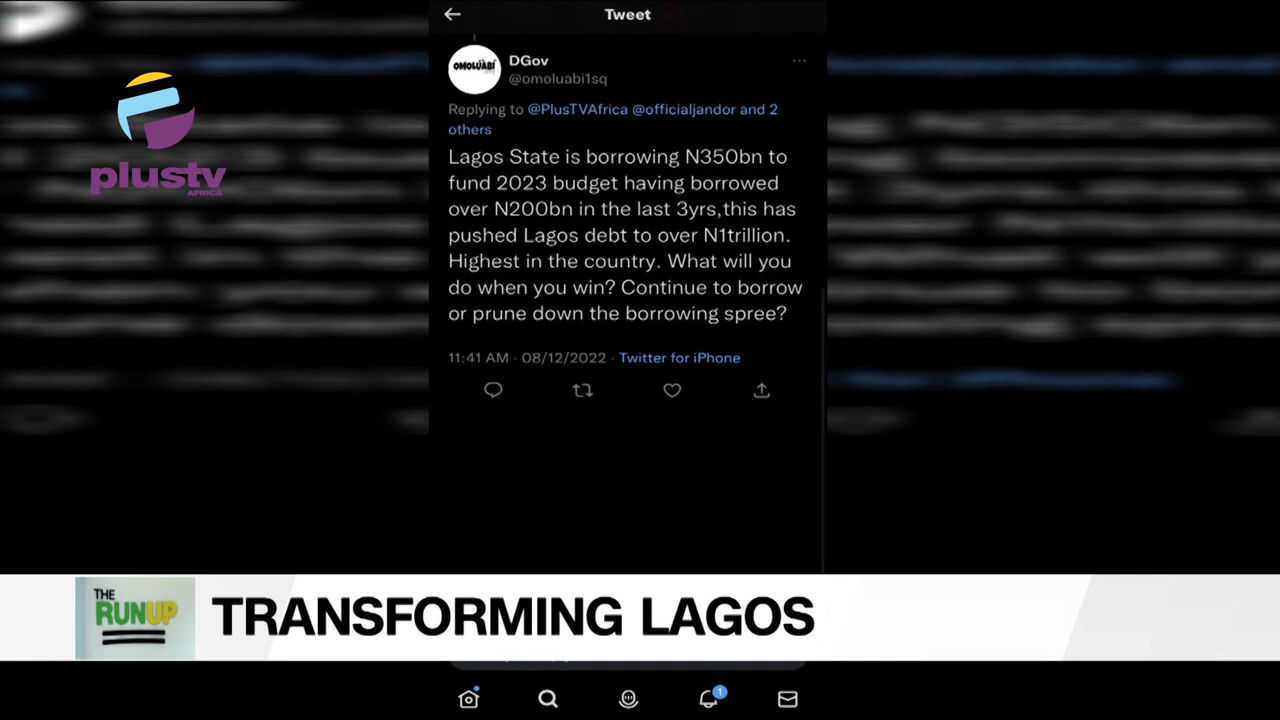 Tweet
OMOLÚÀBÍ
DGov
@omoluabi1sq
Replying to @PlusTVAfrica @officialjandor and 2
others
Lagos State is borrowing N350bn to
fund 2023 budget having borrowed
over N200bn in the last 3yrs,this has
pushed Lagos debt to over N1trillion.
Highest in the country. What will you
do when you win? Continue to borrow
or prune down the borrowing spree?
11:41 AM · 08/12/2022 · Twitter for iPhone
plustv
AFRICA
THE
RUNUP
TRANSFORMING LAGOS
1